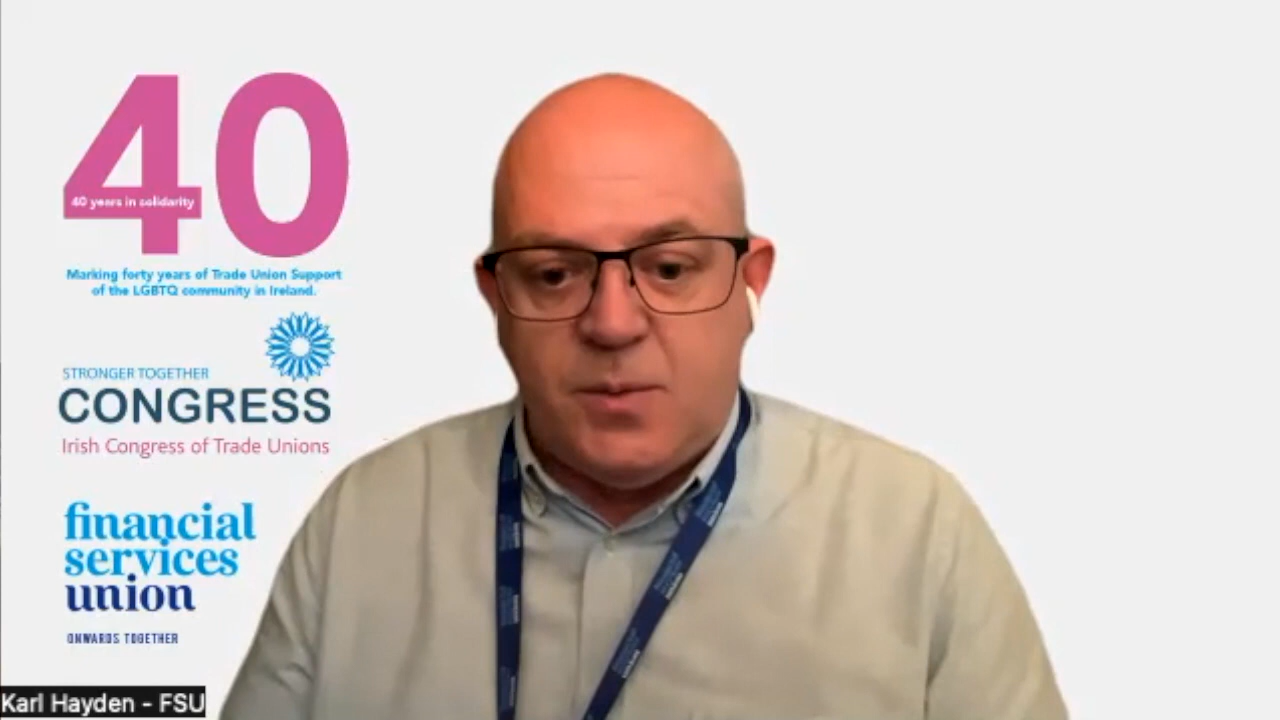 40
40 years in solidarity
Marking forty years of Trade Union Support
of the LGBTQ community in Ireland.
STRONGER TOGETHER
CONGRESS
Irish Congress of Trade Unions
financial
services
union
ONWARDS TOGETHER
Karl Hayden - FSU